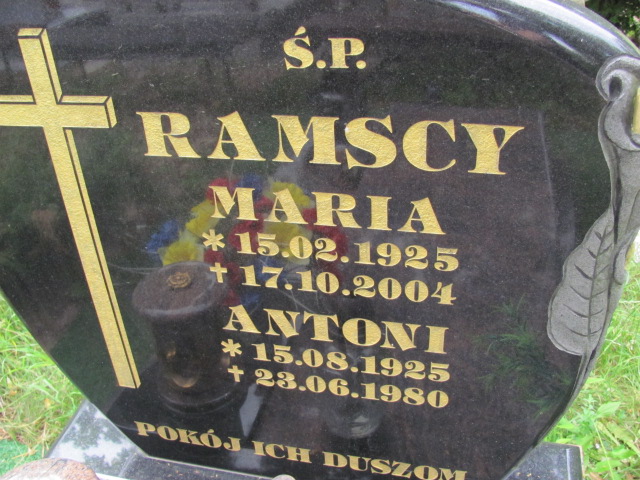 Ś.P.
RAMSCY
MARIA
* 15.02.1925
✝ 17.10.2004
ANTONI
* 15.08.1925
✝ 23.06.1980
POKÓJ ICH DUSZOM